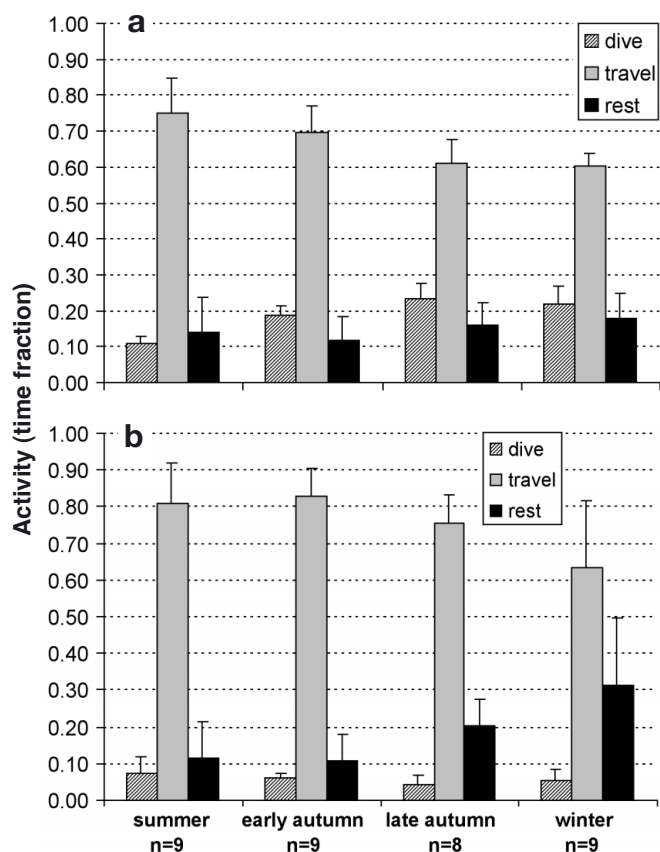 a
1.00
0.90
0.80
0.70
0.60
0.50
0.40
0.30
0.20
0.10
0.00
dive
travel
rest
Activity (time fraction)
b
1.00
0.90
0.80
0.70
0.60
0.50
0.40
0.30
0.20
0.10
0.00
dive
travel
rest
summer early autumn late autumn winter
n=9 n=9 n=8 n=9